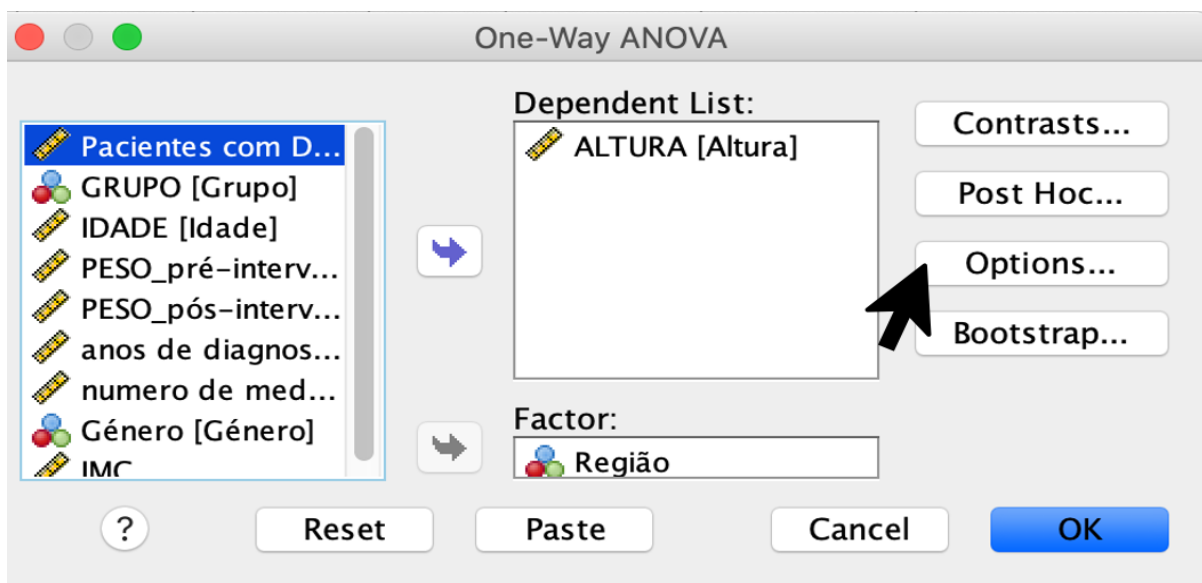 One-Way ANOVA
Pacientes com D...
GRUPO [Grupo]
IDADE [Idade]
PESO_pré-interv...
PESO_pós-interv...
anos de diagnos...
numero de med...
Género [Género]
IMC
Dependent List:
ALTURA [Altura]
Factor:
Região
Contrasts...
Post Hoc...
Options...
Bootstrap...
?
Reset
Paste
Cancel
OK